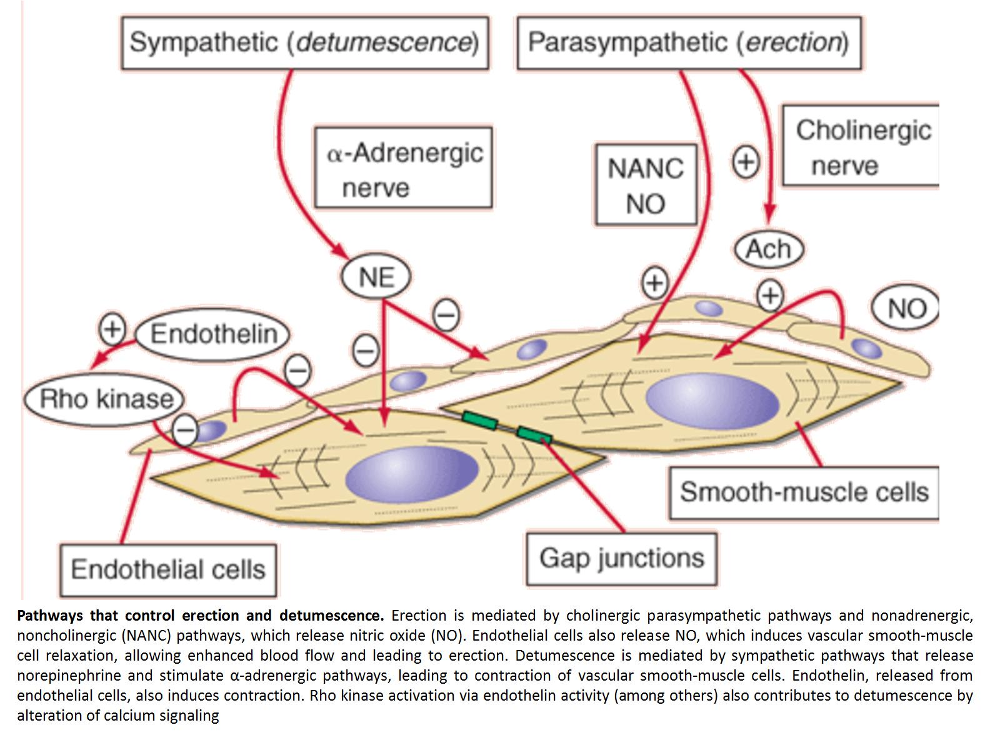 Sympathetic (detumescence)
Parasympathetic (erection)
α-Adrenergic
nerve
NANC
NO
+
Cholinergic
nerve
Ach
NE
+
+
NO
−
−
+
Endothelin
−
Rho kinase
−
Smooth-muscle cells
Gap junctions
Endothelial cells
Pathways that control erection and detumescence. Erection is mediated by cholinergic parasympathetic pathways and nonadrenergic,
noncholinergic (NANC) pathways, which release nitric oxide (NO). Endothelial cells also release NO, which induces vascular smooth-muscle
cell relaxation, allowing enhanced blood flow and leading to erection. Detumescence is mediated by sympathetic pathways that release
norepinephrine and stimulate α-adrenergic pathways, leading to contraction of vascular smooth-muscle cells. Endothelin, released from
endothelial cells, also induces contraction. Rho kinase activation via endothelin activity (among others) also contributes to detumescence by
alteration of calcium signaling